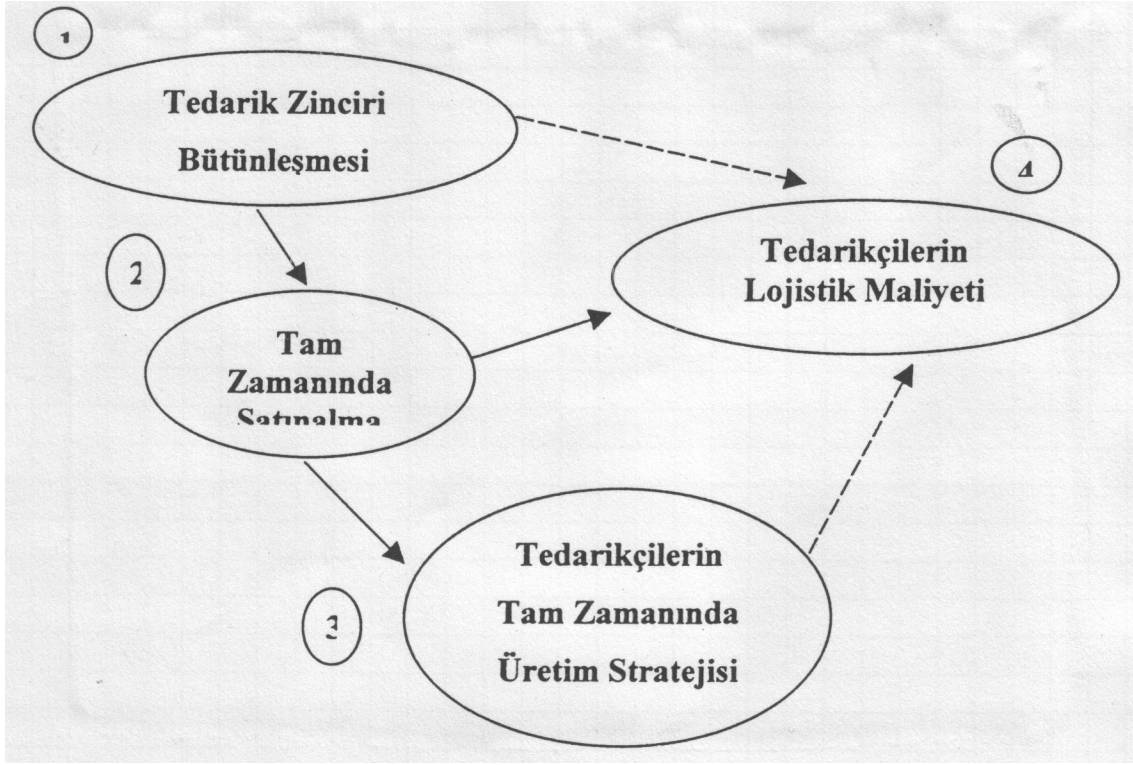 1
Tedarik Zinciri
Bütünleşmesi
4
Tedarikçilerin
Lojistik Maliyeti
2
Tam
Zamanında
Satınalma
3
Tedarikçilerin
Tam Zamanında
Üretim Stratejisi